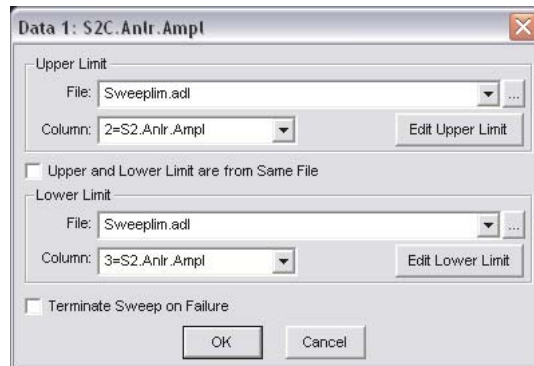 Data 1: S2C.Anlr.Ampl
Upper Limit
File: Sweeplim.adl ...
Column: 2=S2.Anlr.Ampl Edit Upper Limit
Upper and Lower Limit are from Same File
Lower Limit
File: Sweeplim.adl ...
Column: 3=S2.Anlr.Ampl Edit Lower Limit
Terminate Sweep on Failure
OK Cancel